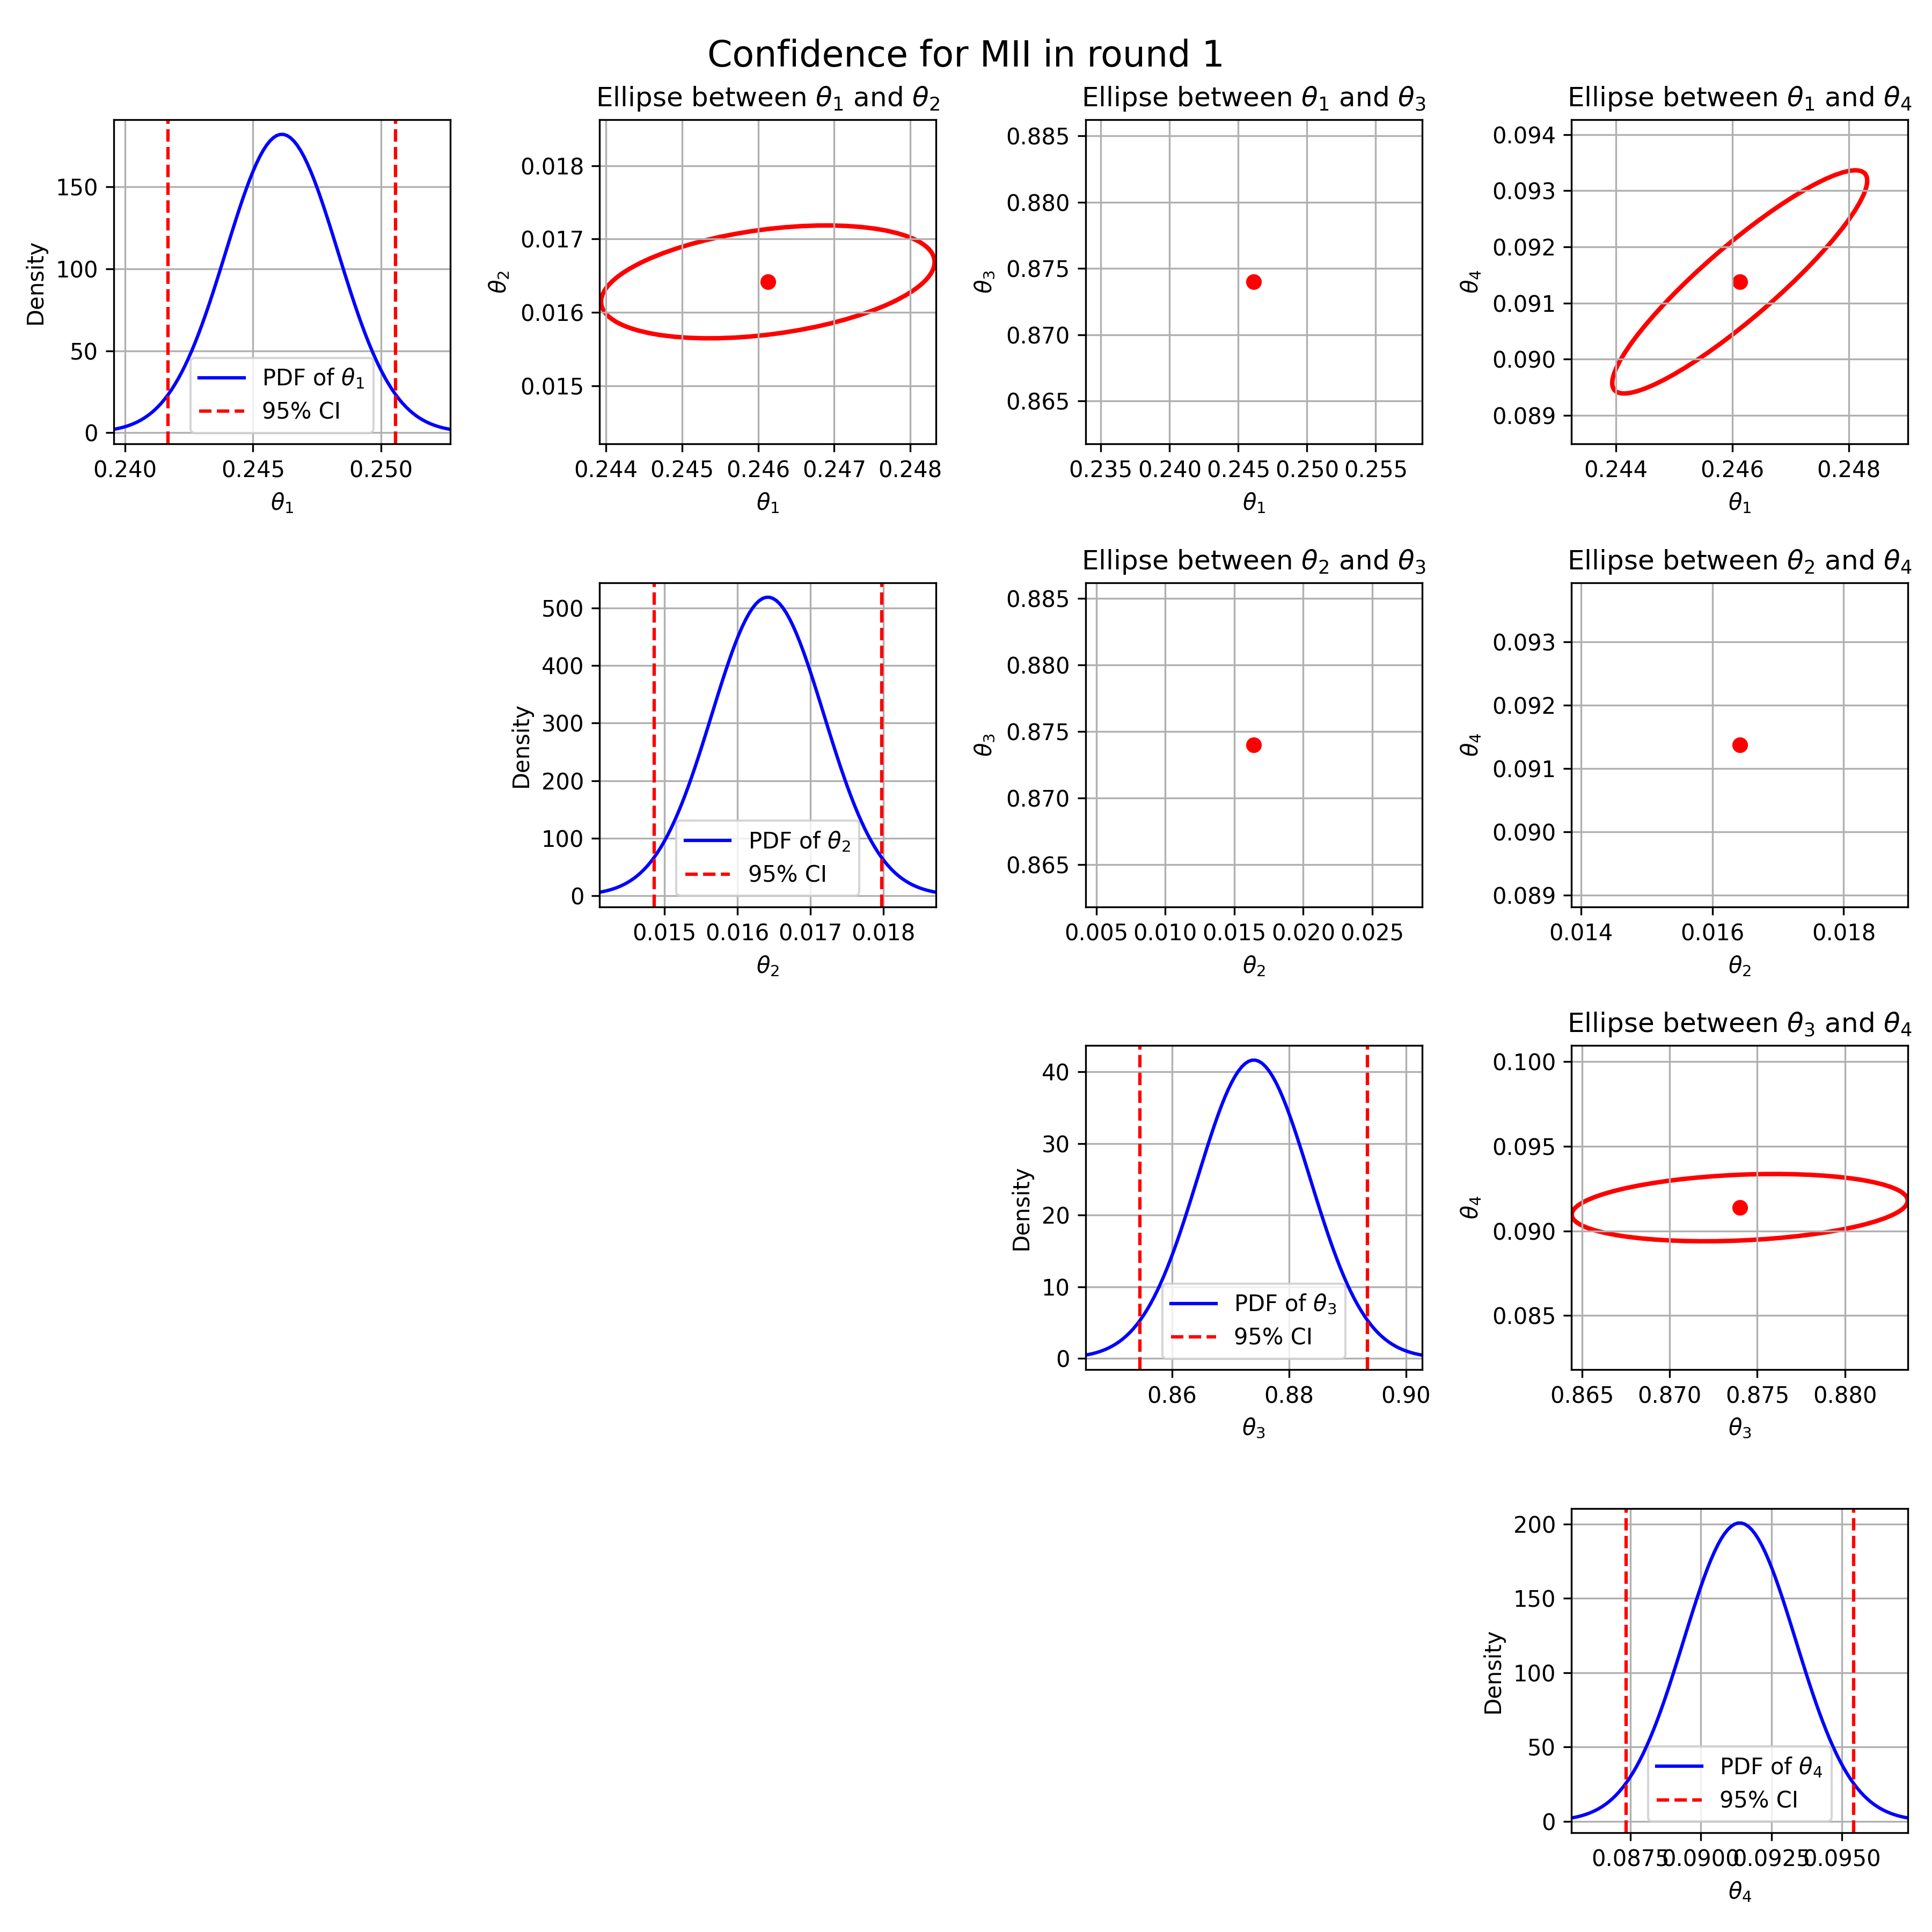 Confidence for MII in round 1
Ellipse between θ1 and θ2
Ellipse between θ1 and θ3
Ellipse between θ1 and θ4
Density
150
100
50
0
0.240 0.245 0.250
θ1
PDF of θ1
95% CI
θ2
0.018
0.017
0.016
0.015
0.244 0.245 0.246 0.247 0.248
θ1
θ3
0.885
0.880
0.875
0.870
0.865
0.235 0.240 0.245 0.250 0.255
θ1
θ4
0.094
0.093
0.092
0.091
0.090
0.089
0.244 0.246 0.248
θ1
Ellipse between θ2 and θ3
Ellipse between θ2 and θ4
Density
500
400
300
200
100
0
PDF of θ2
95% CI
0.015 0.016 0.017 0.018
θ2
θ3
0.885
0.880
0.875
0.870
0.865
0.005 0.010 0.015 0.020 0.025
θ2
θ4
0.093
0.092
0.091
0.090
0.089
0.014 0.016 0.018
θ2
Ellipse between θ3 and θ4
Density
40
30
20
10
0
PDF of θ3
95% CI
0.86 0.88 0.90
θ3
θ4
0.100
0.095
0.090
0.085
0.865 0.870 0.875 0.880
θ3
Density
200
150
100
50
0
PDF of θ4
95% CI
0.0875 0.0900 0.0925 0.0950
θ4